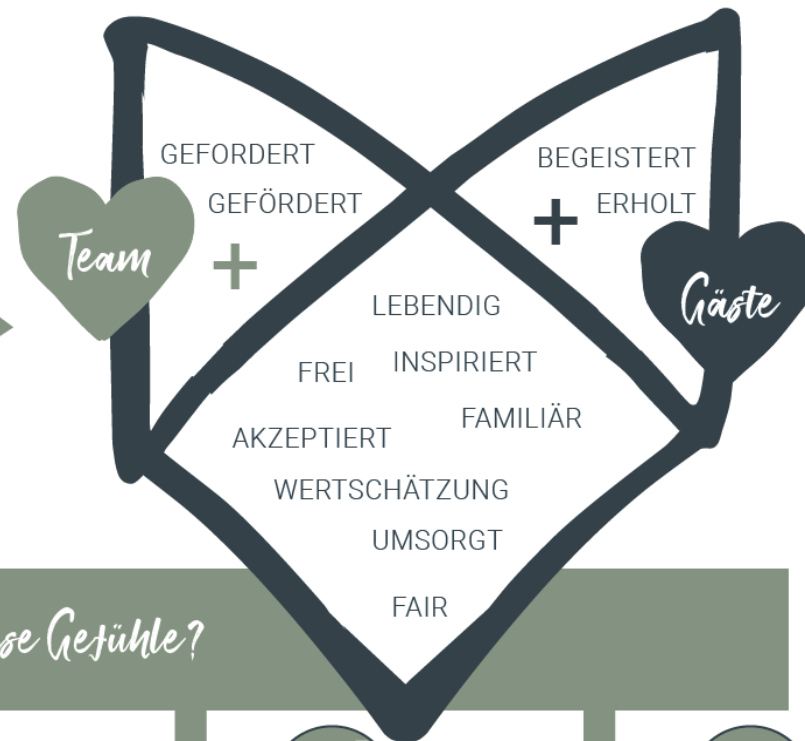 GEFORDERT
GEFÖRDERT
Team
+
BEGEISTERT
ERHOLT
+
Gäste
LEBENDIG
INSPIRIERT
FREI
FAMILIÄR
AKZEPTIERT
WERTSCHÄTZUNG
UMSORGT
FAIR
se Gefühle?